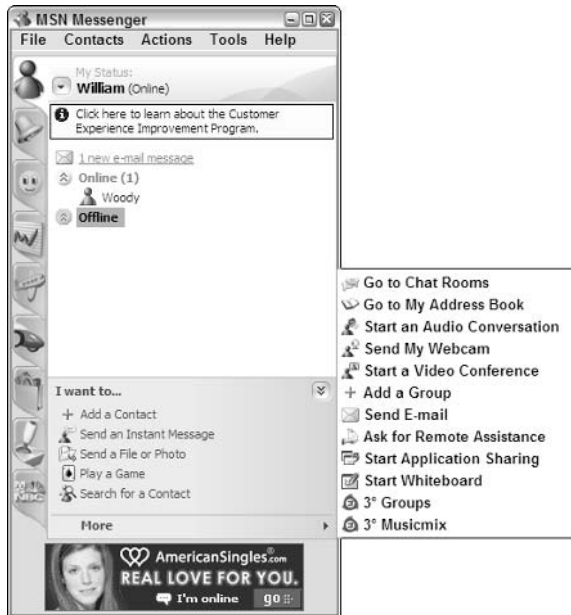 MSN Messenger
File Contacts Actions Tools Help
My Status:
William (Online)
Click here to learn about the Customer
Experience Improvement Program.
1 new e-mail message
Online (1)
Woody
Offline
I want to...
Add a Contact
Send an Instant Message
Send a File or Photo
Play a Game
Search for a Contact
More
Go to Chat Rooms
Go to My Address Book
Start an Audio Conversation
Send My Webcam
Start a Video Conference
Add a Group
Send E-mail
Ask for Remote Assistance
Start Application Sharing
Start Whiteboard
3° Groups
3° Musicmix
AmericanSingles.com
REAL LOVE FOR YOU.
I'm online go